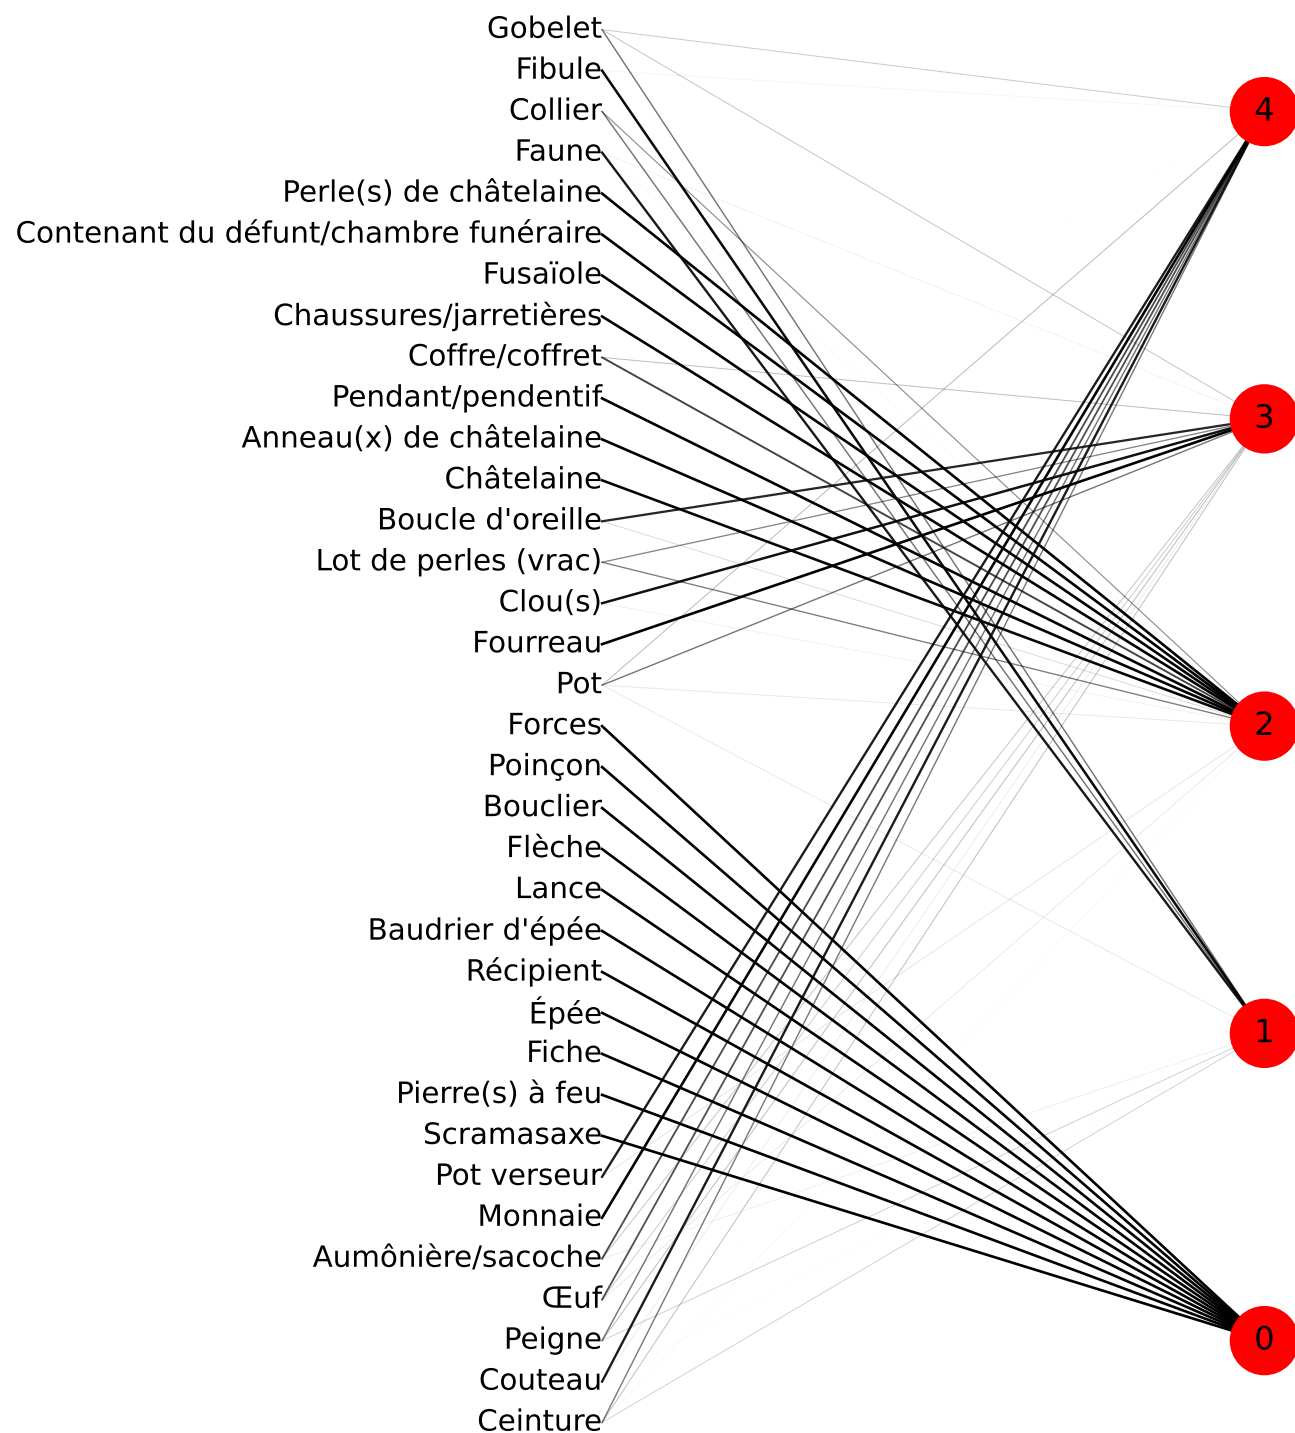 Gobelet
Fibule
Collier
Faune
Perle(s) de châtelaine
Contenant du défunt/chambre funéraire
Fusaïole
Chaussures/jarretières
Coffre/coffret
Pendant/pendentif
Anneau(x) de châtelaine
Châtelaine
Boucle d'oreille
Lot de perles (vrac)
Clou(s)
Fourreau
Pot
Forces
Poinçon
Bouclier
Flèche
Lance
Baudrier d'épée
Récipient
Épée
Fiche
Pierre(s) à feu
Scramasaxe
Pot verseur
Monnaie
Aumônière/sacoche
Œuf
Peigne
Couteau
Ceinture
4
3
2
1
0